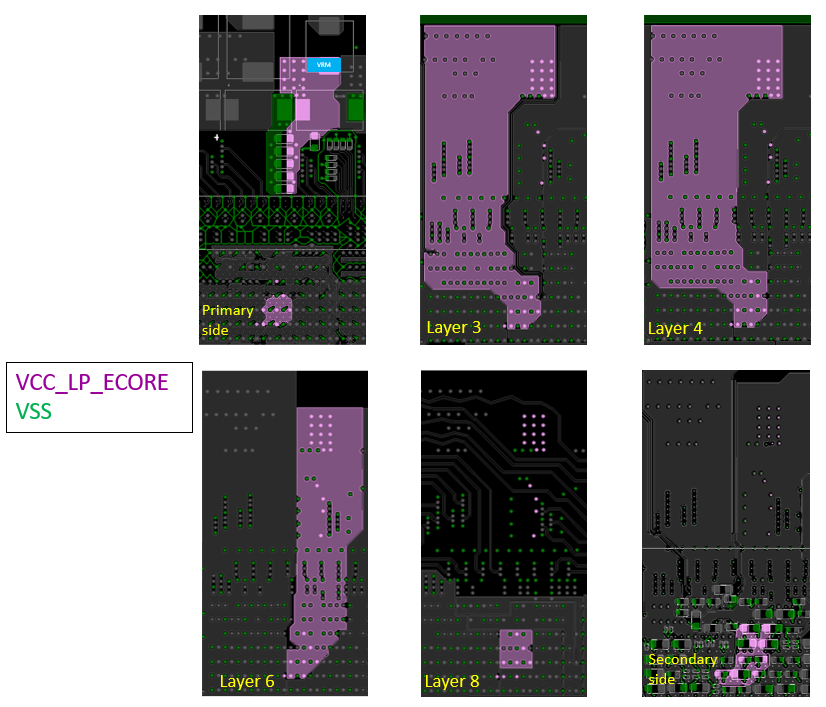 VRM
Primary
side
Layer 3
Layer 4
VCC_LP_ECORE
VSS
Layer 6
Layer 8
Secondary
side